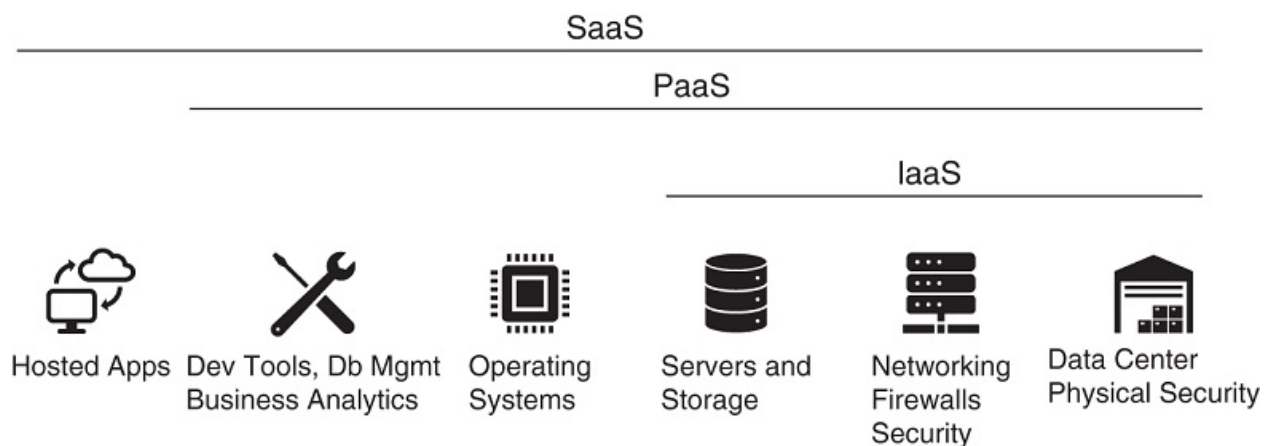 SaaS
PaaS
IaaS
Hosted Apps
Dev Tools, Db Mgmt
Business Analytics
Operating
Systems
Servers and
Storage
Networking
Firewalls
Security
Data Center
Physical Security